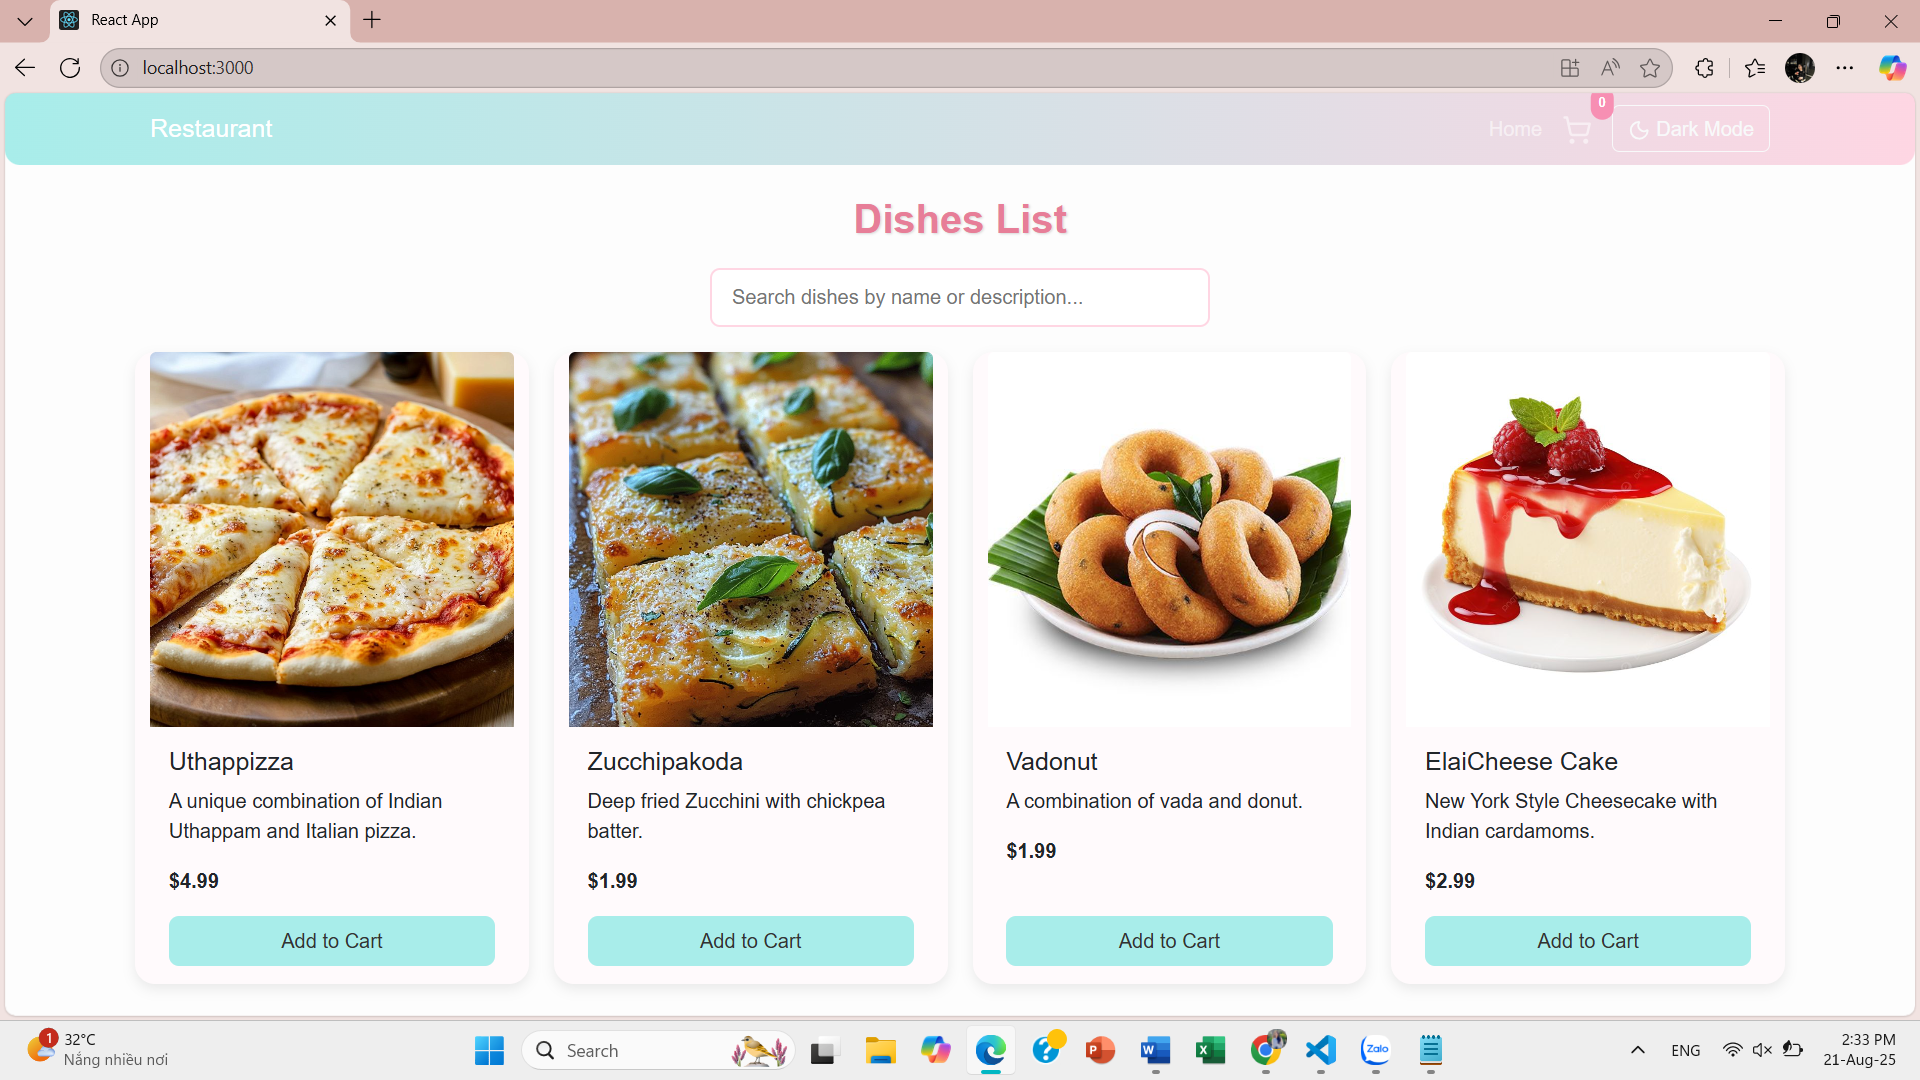 React App
localhost:3000
Restaurant
Home
0
Dark Mode
Dishes List
Search dishes by name or description...
Uthappizza
A unique combination of Indian
Uthappam and Italian pizza.
$4.99
Add to Cart
Zucchipakoda
Deep fried Zucchini with chickpea
batter.
$1.99
Add to Cart
Vadonut
A combination of vada and donut.
$1.99
Add to Cart
ElaiCheese Cake
New York Style Cheesecake with
Indian cardamoms.
$2.99
Add to Cart
1
32°C
Nắng nhiều nơi
Search
Zalo
ENG
2:33 PM
21-Aug-25